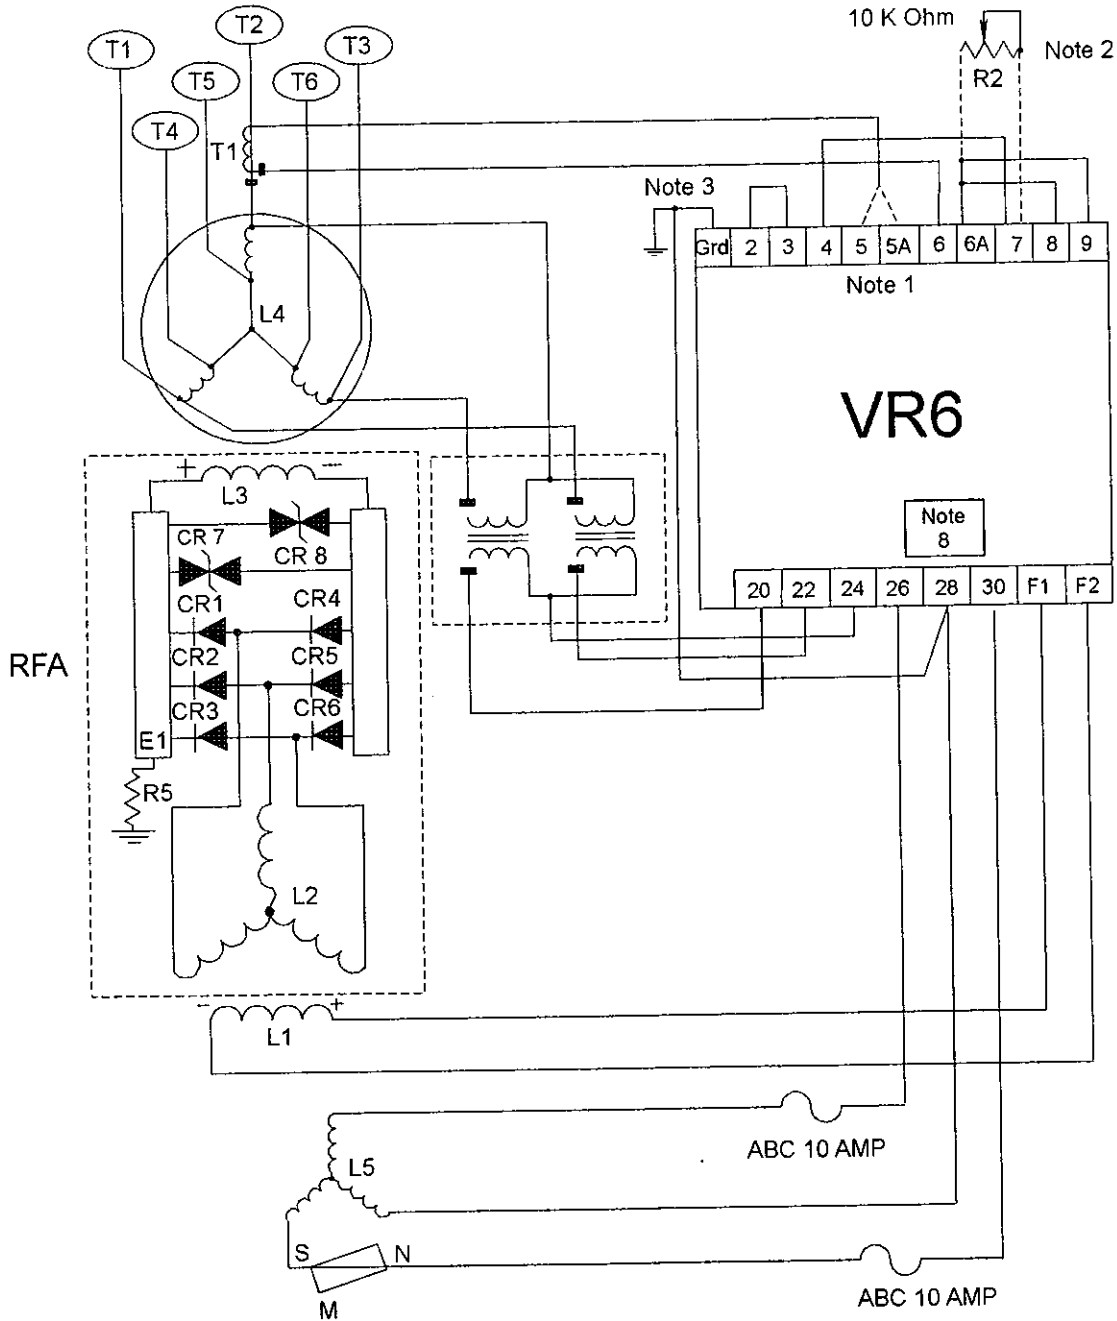 T1
T2
T3
T5
T6
T4
T1
L4
10 K Ohm
R2
Note 2
Note 3
Grd 2 3 4 5 5A 6 6A 7 8 9
Note 1
VR6
Note
8
20 22 24 26 28 30 F1 F2
RFA
+ −
L3
CR 7
CR 8
CR1
CR4
CR2
CR5
CR3
CR6
E1
R5
L2
- +
L1
ABC 10 AMP
L5
S
N
M
ABC 10 AMP